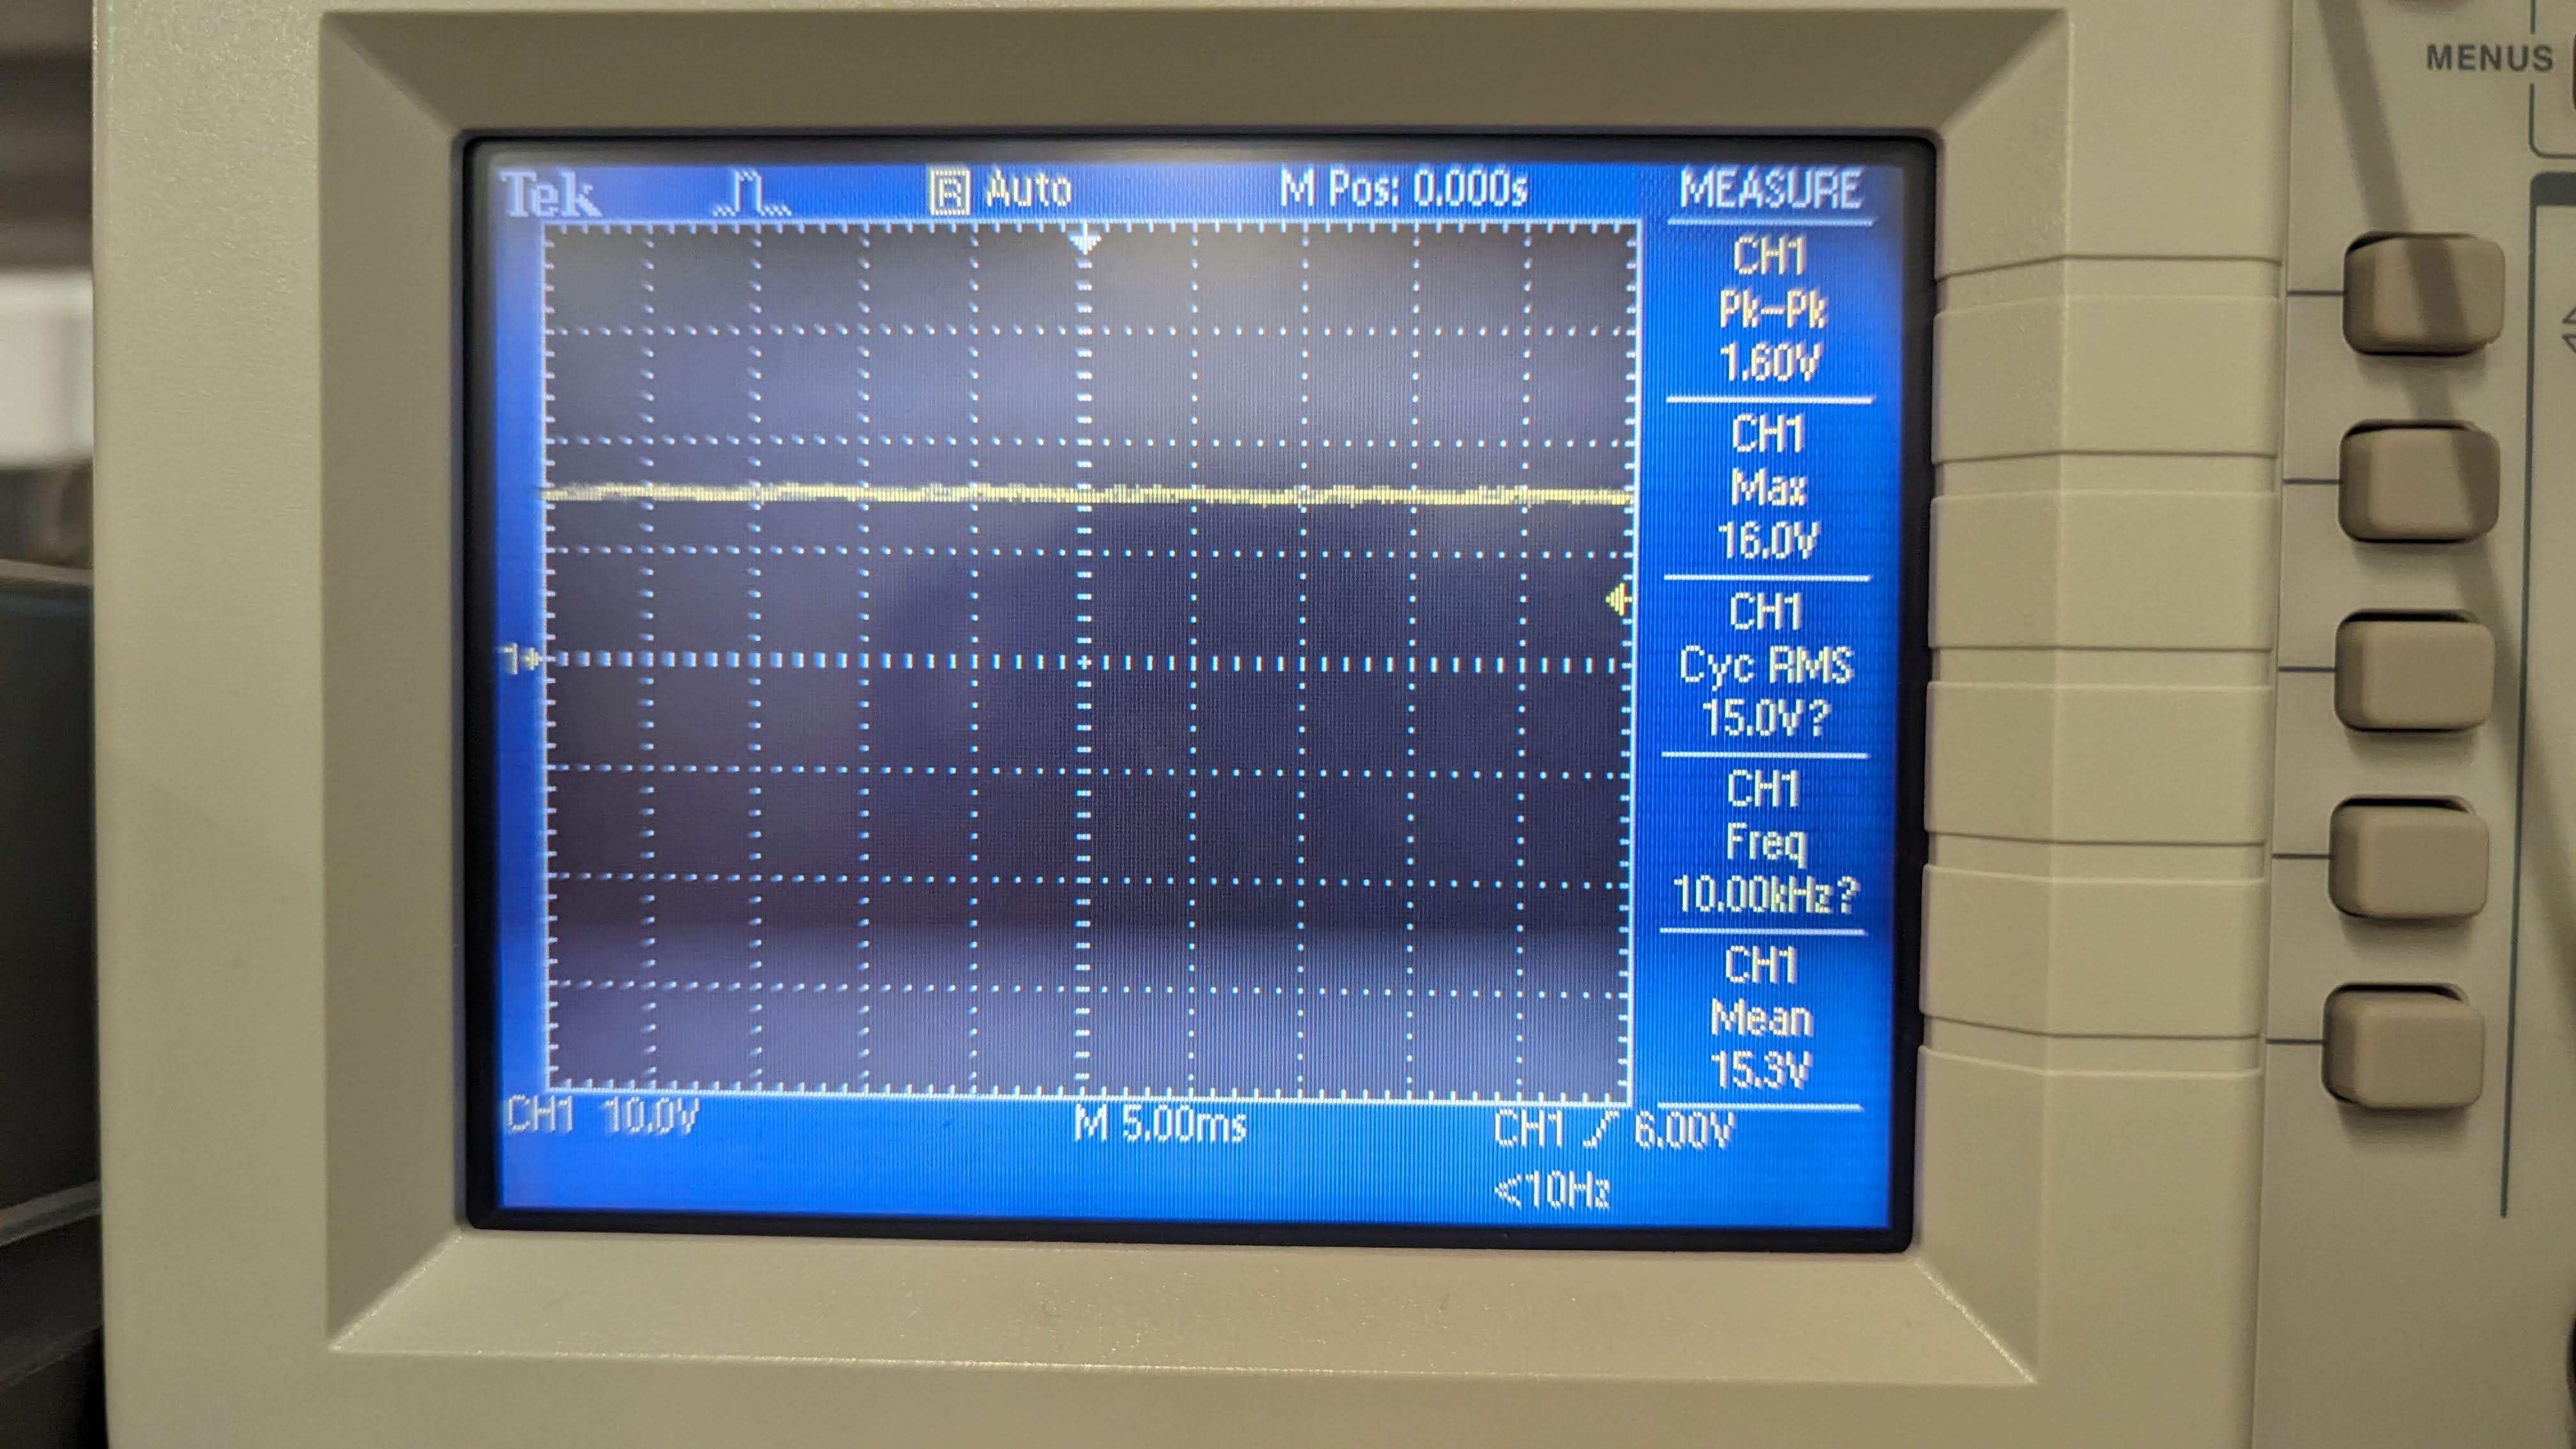 MENUS
Tek
R Auto
M Pos: 0.000s
MEASURE
CH1
Pk-Pk
1.60V
CH1
Max
16.0V
CH1
Cyc RMS
15.0V?
CH1
Freq
10.00kHz?
CH1
Mean
15.3V
1
CH1 10.0V
M 5.00ms
CH1 6.00V
<10Hz